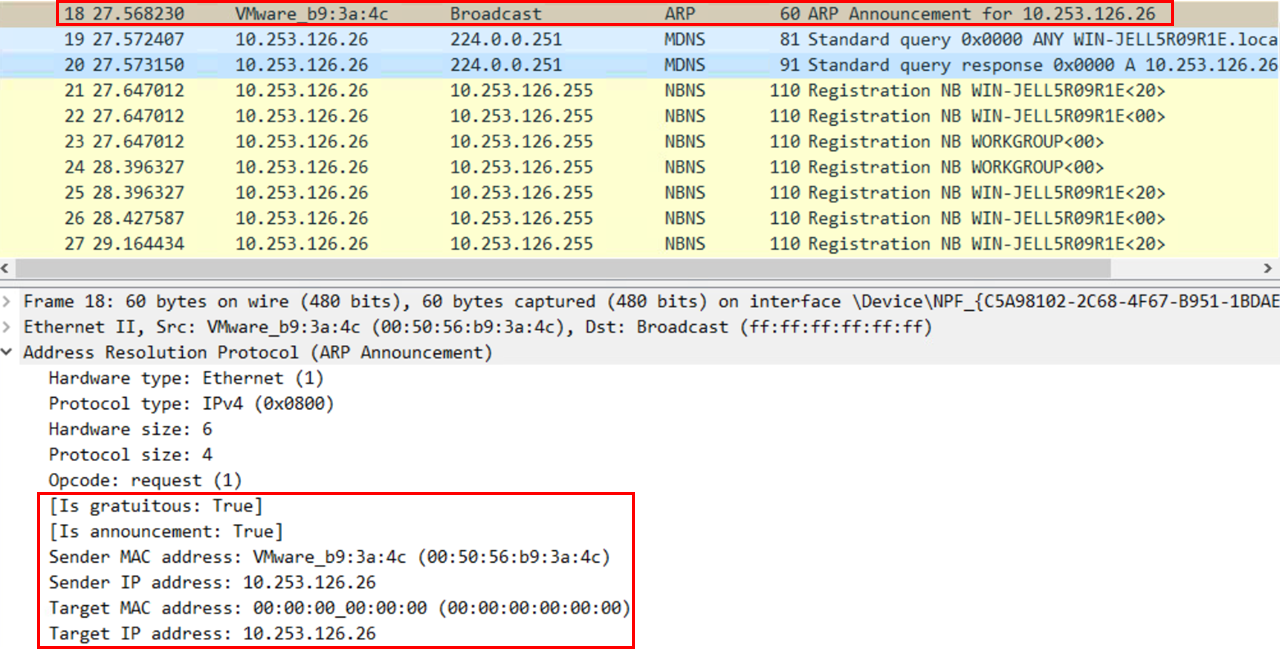 18 27.568230 VMware_b9:3a:4c Broadcast ARP 60 ARP Announcement for 10.253.126.26
19 27.572407 10.253.126.26 224.0.0.251 MDNS 81 Standard query 0x0000 ANY WIN-JELL5R09R1E.loca
20 27.573150 10.253.126.26 224.0.0.251 MDNS 91 Standard query response 0x0000 A 10.253.126.26
21 27.647012 10.253.126.26 10.253.126.255 NBNS 110 Registration NB WIN-JELL5R09R1E<20>
22 27.647012 10.253.126.26 10.253.126.255 NBNS 110 Registration NB WIN-JELL5R09R1E<00>
23 27.647012 10.253.126.26 10.253.126.255 NBNS 110 Registration NB WORKGROUP<00>
24 28.396327 10.253.126.26 10.253.126.255 NBNS 110 Registration NB WORKGROUP<00>
25 28.396327 10.253.126.26 10.253.126.255 NBNS 110 Registration NB WIN-JELL5R09R1E<20>
26 28.427587 10.253.126.26 10.253.126.255 NBNS 110 Registration NB WIN-JELL5R09R1E<00>
27 29.164434 10.253.126.26 10.253.126.255 NBNS 110 Registration NB WIN-JELL5R09R1E<20>
Frame 18: 60 bytes on wire (480 bits), 60 bytes captured (480 bits) on interface \Device\NPF_{C5A98102-2C68-4F67-B951-1BDAE
Ethernet II, Src: VMware_b9:3a:4c (00:50:56:b9:3a:4c), Dst: Broadcast (ff:ff:ff:ff:ff:ff)
Address Resolution Protocol (ARP Announcement)
Hardware type: Ethernet (1)
Protocol type: IPv4 (0x0800)
Hardware size: 6
Protocol size: 4
Opcode: request (1)
[Is gratuitous: True]
[Is announcement: True]
Sender MAC address: VMware_b9:3a:4c (00:50:56:b9:3a:4c)
Sender IP address: 10.253.126.26
Target MAC address: 00:00:00_00:00:00 (00:00:00:00:00:00)
Target IP address: 10.253.126.26